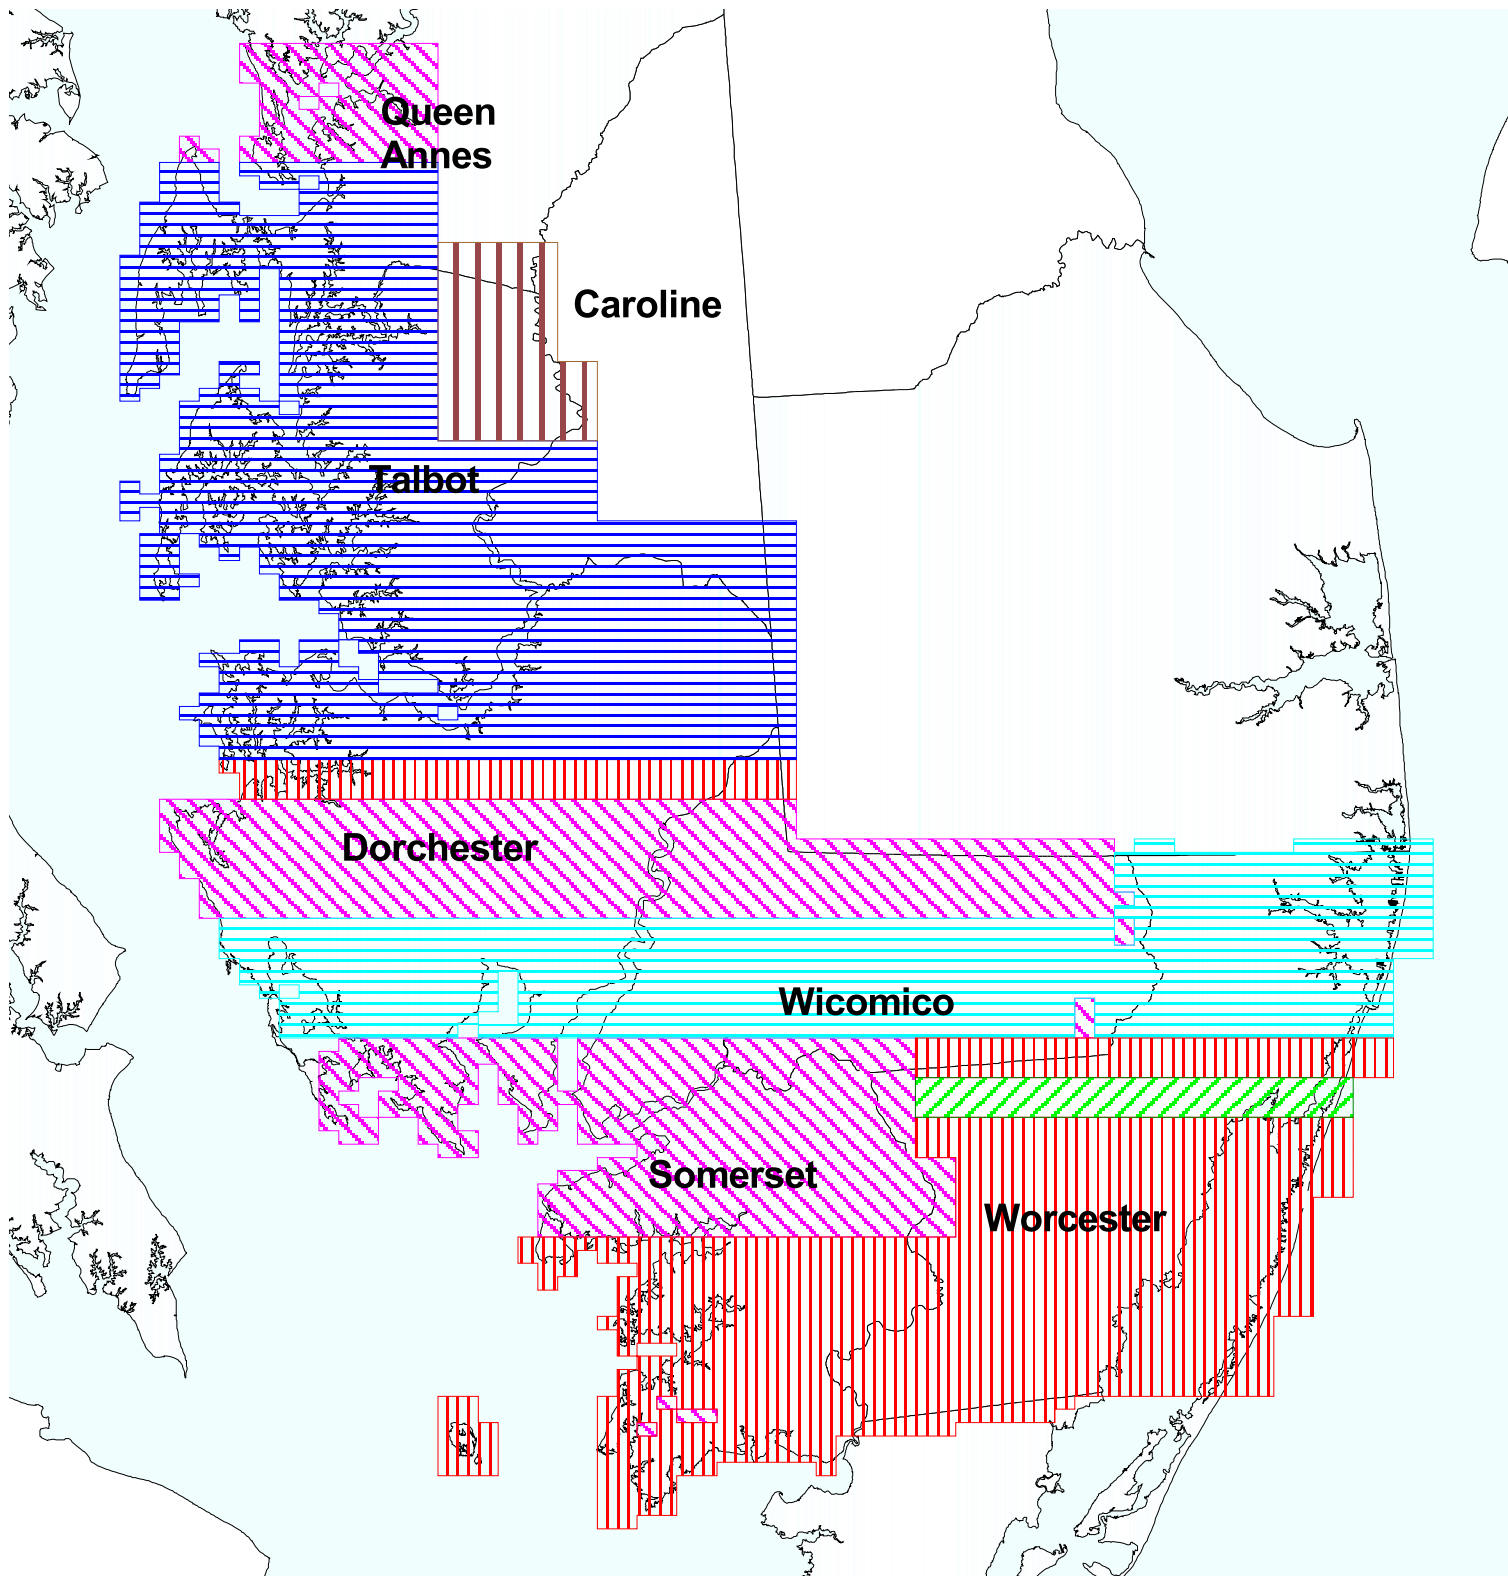 Queen
Annes
Caroline
Talbot
Dorchester
Wicomico
Somerset
Worcester